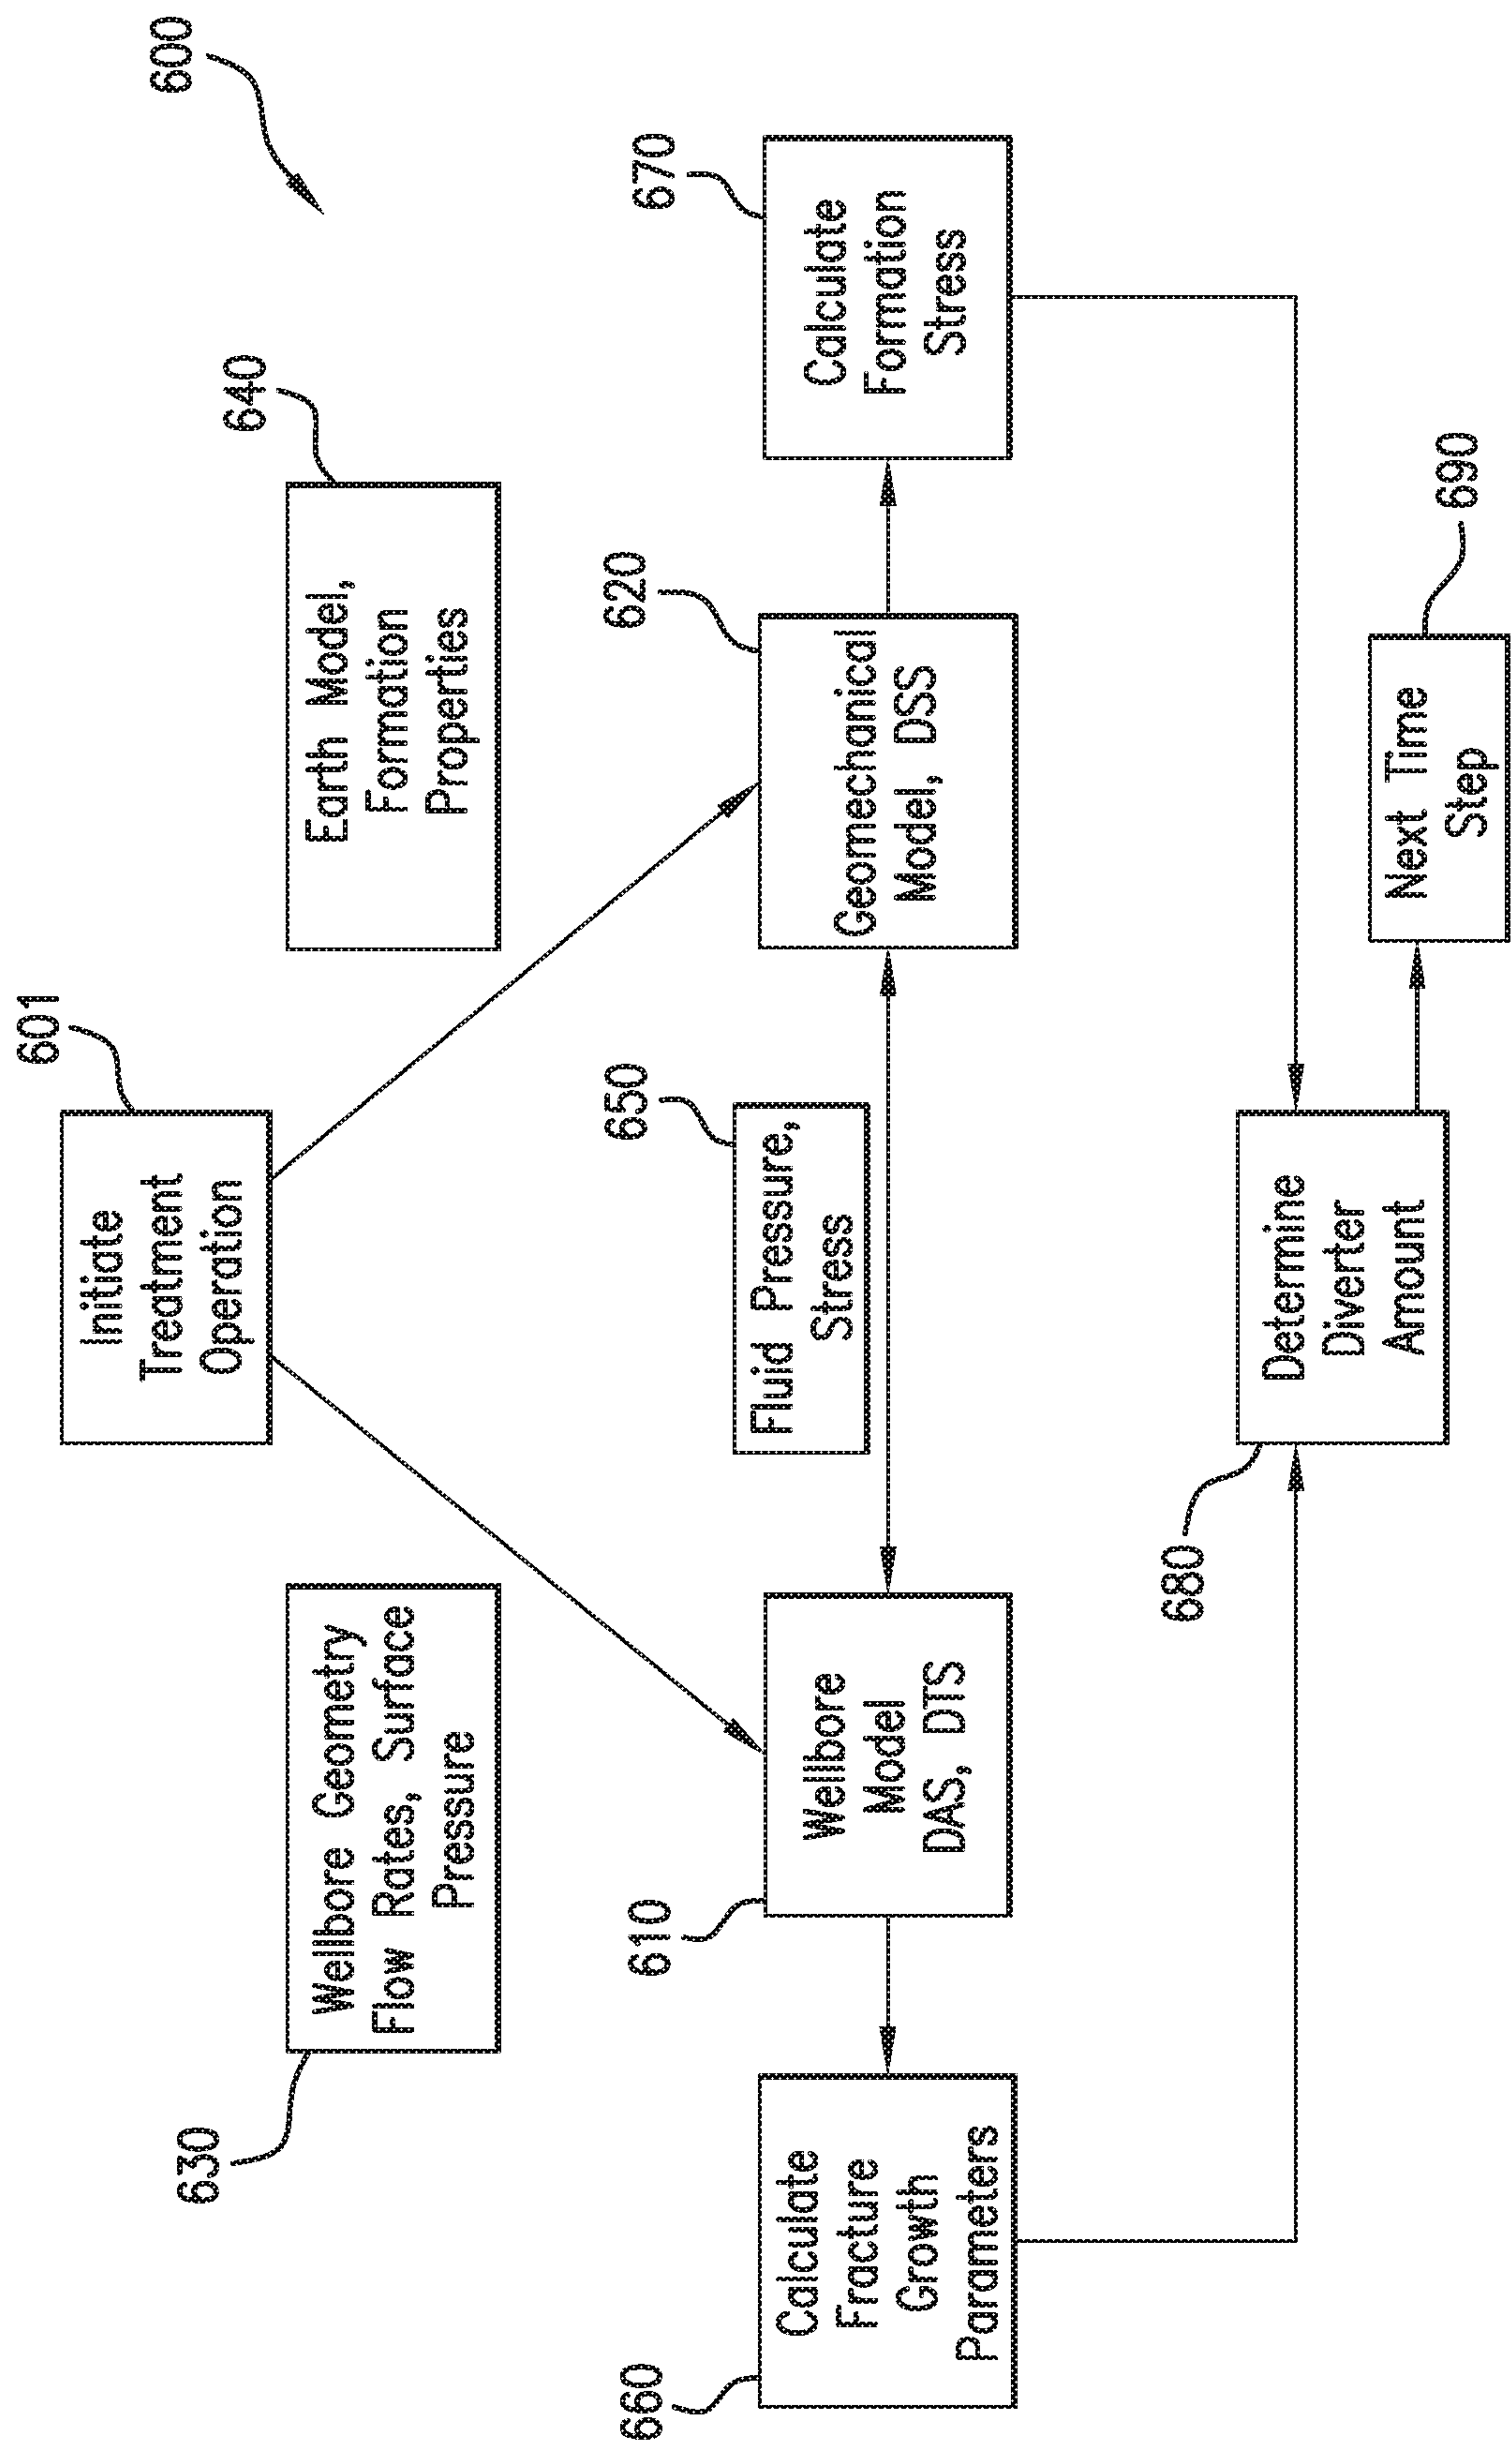 600
601
Initiate
Treatment
Operation
630
Wellbore Geometry
Flow Rates, Surface
Pressure
640
Earth Model,
Formation
Properties
660
Calculate
Fracture
Growth
Parameters
610
Wellbore
Model
DAS, DTS
650
Fluid Pressure,
Stress
620
Geomechanical
Model, DSS
670
Calculate
Formation
Stress
680
Determine
Diverter
Amount
690
Next Time
Step